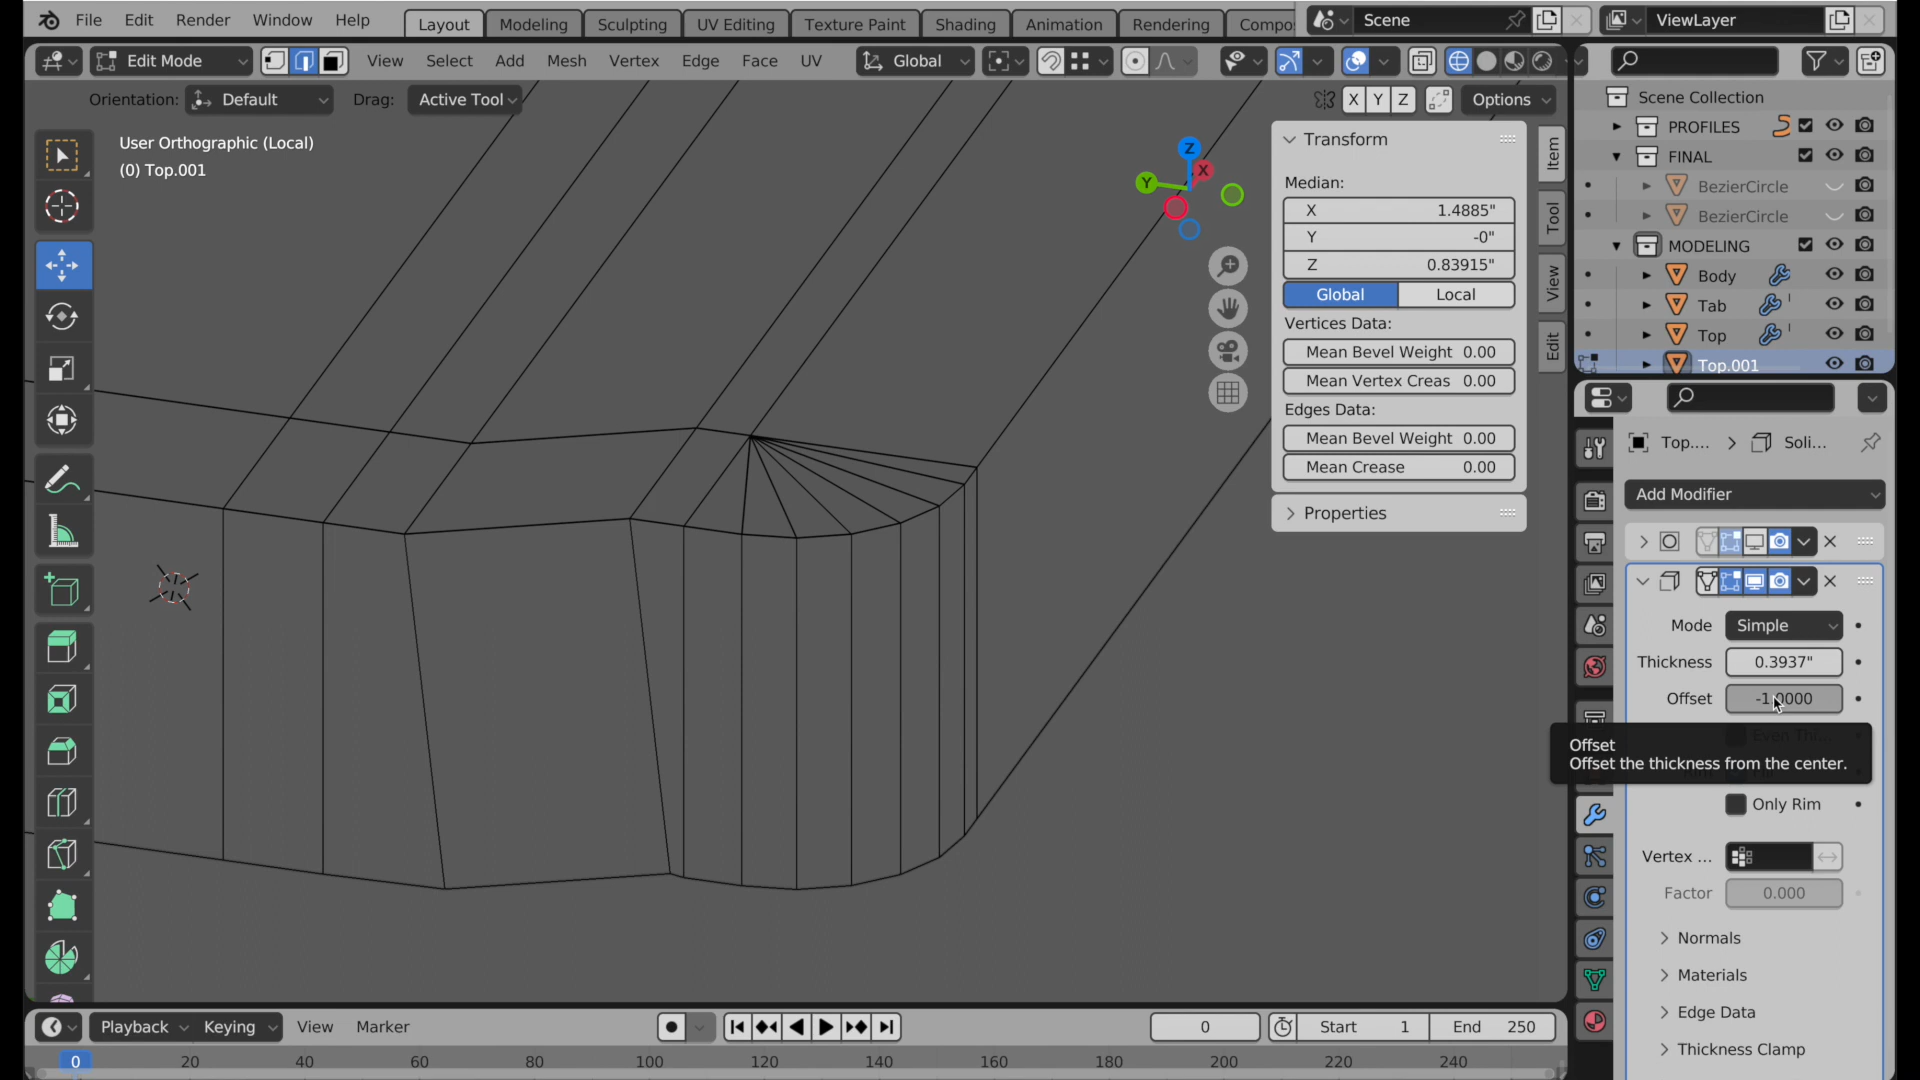 File Edit Render Window Help Layout Modeling Sculpting UV Editing Texture Paint Shading Animation Rendering Compo Scene ViewLayer
Edit Mode View Select Add Mesh Vertex Edge Face UV Global
Orientation: Default Drag: Active Tool X Y Z Options
User Orthographic (Local)
(0) Top.001
Z
X
Y
Transform
Median:
X 1.4885"
Y -0"
Z 0.83915"
Global Local
Vertices Data:
Mean Bevel Weight 0.00
Mean Vertex Creas 0.00
Edges Data:
Mean Bevel Weight 0.00
Mean Crease 0.00
Properties
Item
Tool
View
Edit
Scene Collection
PROFILES
FINAL
BezierCircle
BezierCircle
MODELING
Body
Tab
Top
Top.001
Top.... Soli...
Add Modifier
Mode Simple
Thickness 0.3937"
Offset -1.0000
Even Thi...
Offset
Offset the thickness from the center.
Only Rim
Vertex ...
Factor 0.000
Normals
Materials
Edge Data
Thickness Clamp
Playback Keying View Marker 0 Start 1 End 250
0 20 40 60 80 100 120 140 160 180 200 220 240